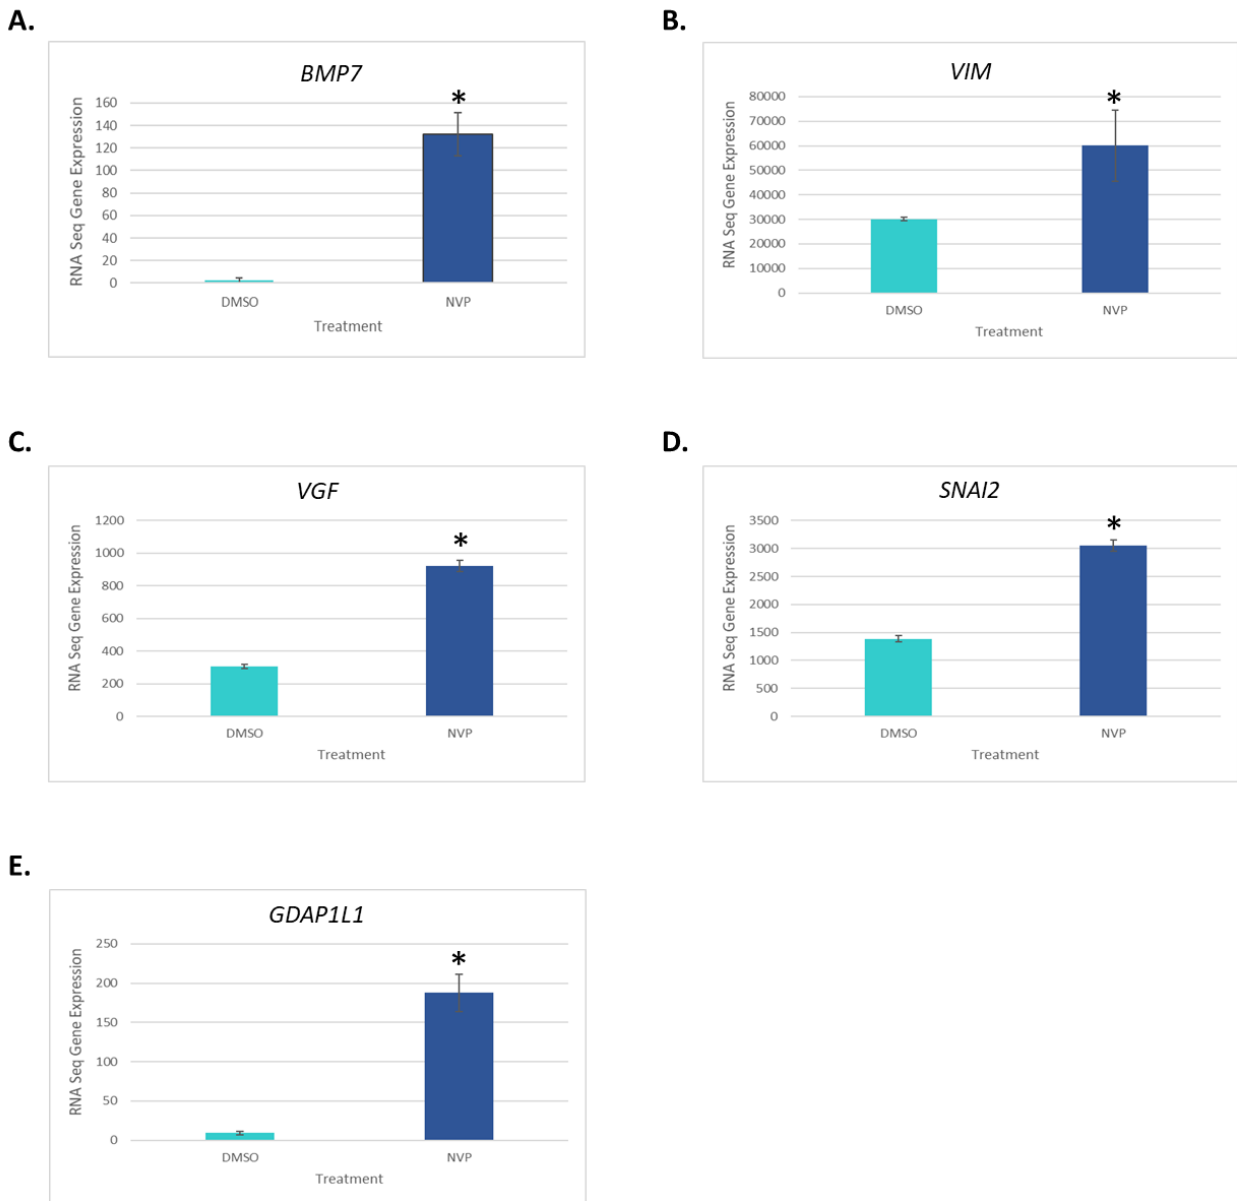 A.
BMP7
*
RNA Seq Gene Expression
160
140
120
100
80
60
40
20
0
DMSO
NVP
Treatment
B.
VIM
*
RNA Seq Gene Expression
80000
70000
60000
50000
40000
30000
20000
10000
0
DMSO
NVP
Treatment
C.
VGF
*
RNA Seq Gene Expression
1200
1000
800
600
400
200
0
DMSO
NVP
Treatment
D.
SNAI2
*
RNA Seq Gene Expression
3500
3000
2500
2000
1500
1000
500
0
DMSO
NVP
Treatment
E.
GDAP1L1
*
RNA Seq Gene Expression
250
200
150
100
50
0
DMSO
NVP
Treatment